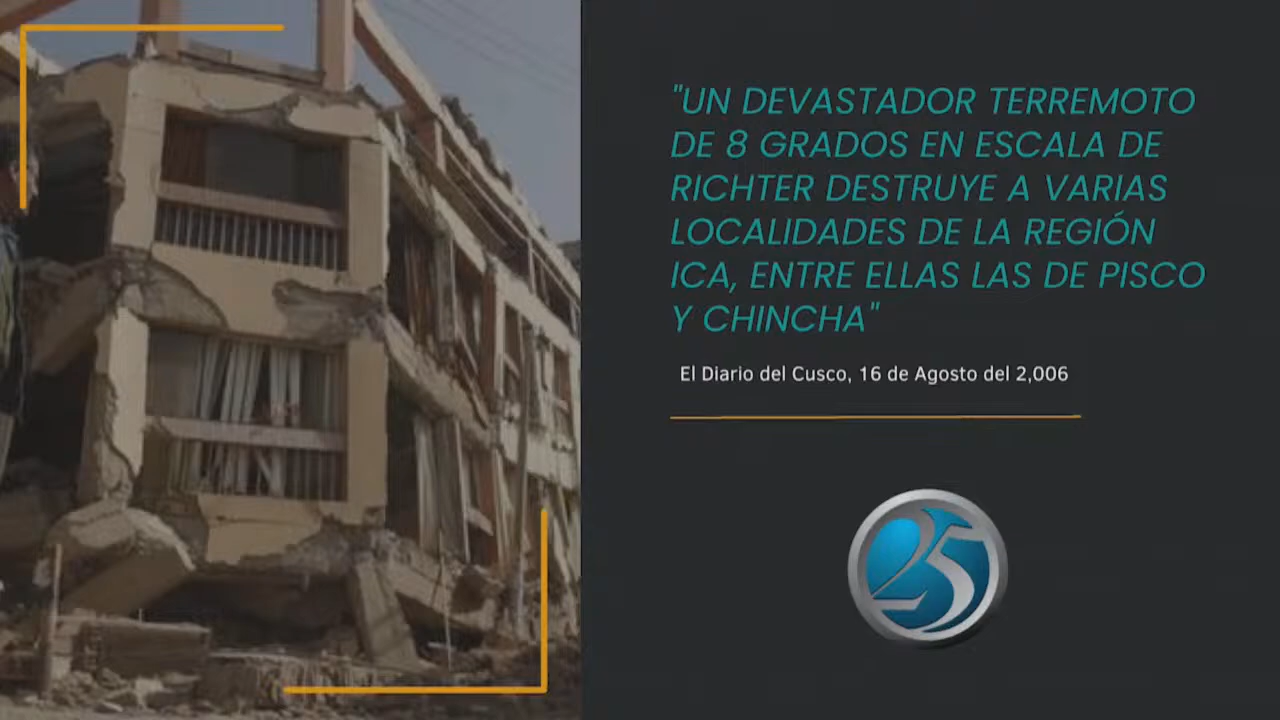 "UN DEVASTADOR TERREMOTO
DE 8 GRADOS EN ESCALA DE
RICHTER DESTRUYE A VARIAS
LOCALIDADES DE LA REGIÓN
ICA, ENTRE ELLAS LAS DE PISCO
Y CHINCHA"
El Diario del Cusco, 16 de Agosto del 2,006
25